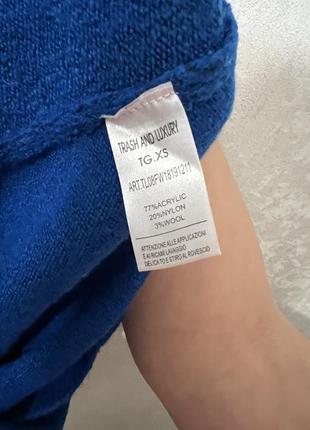 TRASH AND LUXURY
TG.XS
ART.TL08FW18191211
77%ACRYLIC
20%NYLON
3%WOOL
ATTENZIONE ALLE APPLICAZIONI
E AI RICAMI LAVAGGIO
DELICATO E STIRO AL ROVESCIO